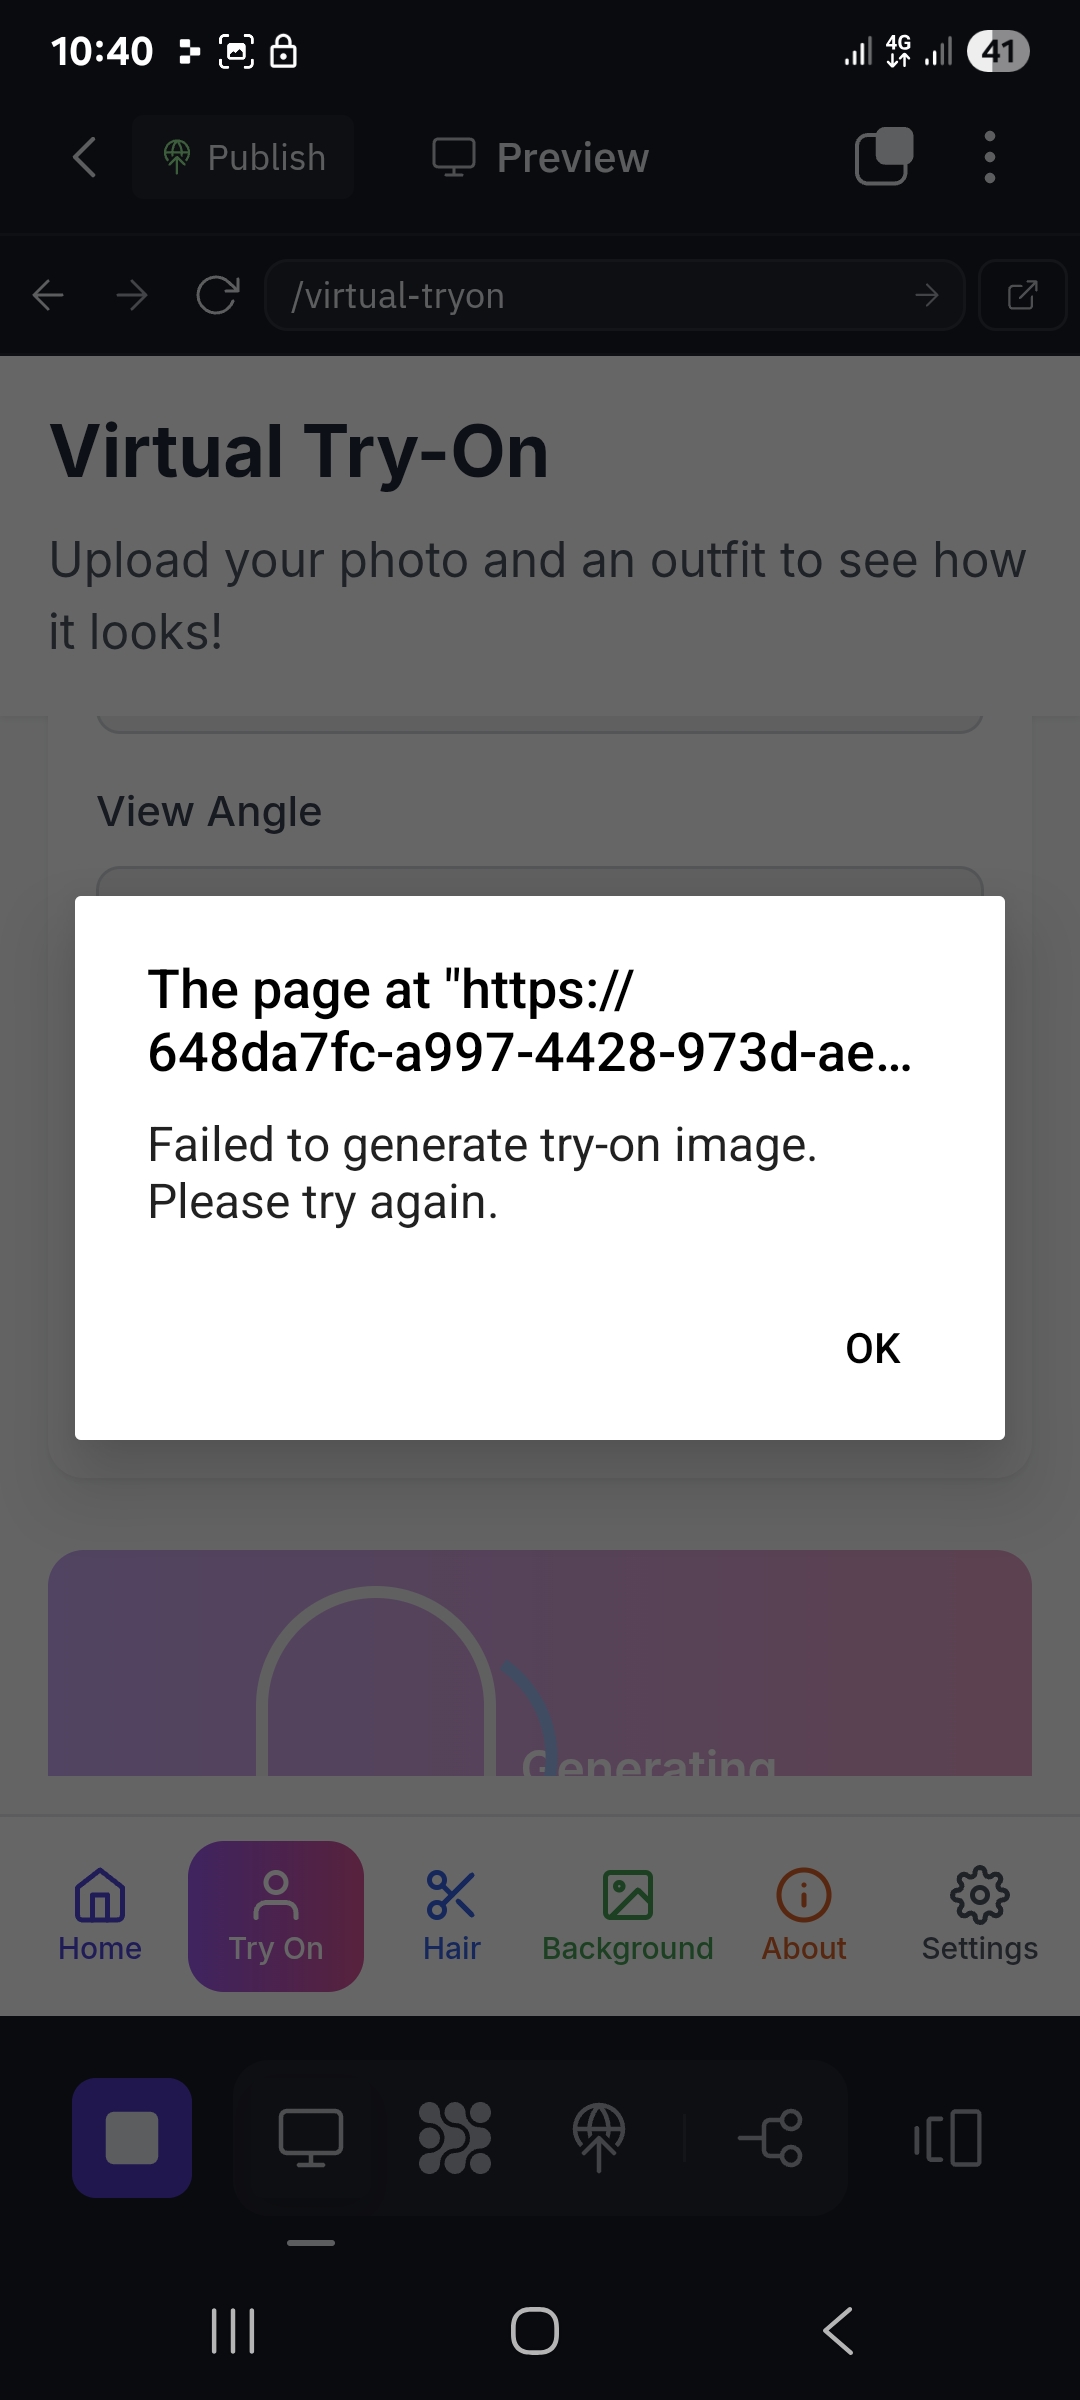 10:40
4G
41
Publish
Preview
/virtual-tryon
Virtual Try-On
Upload your photo and an outfit to see how
it looks!
View Angle
The page at "https://
648da7fc-a997-4428-973d-ae...
Failed to generate try-on image.
Please try again.
OK
Generating
Home
Try On
Hair
Background
About
Settings